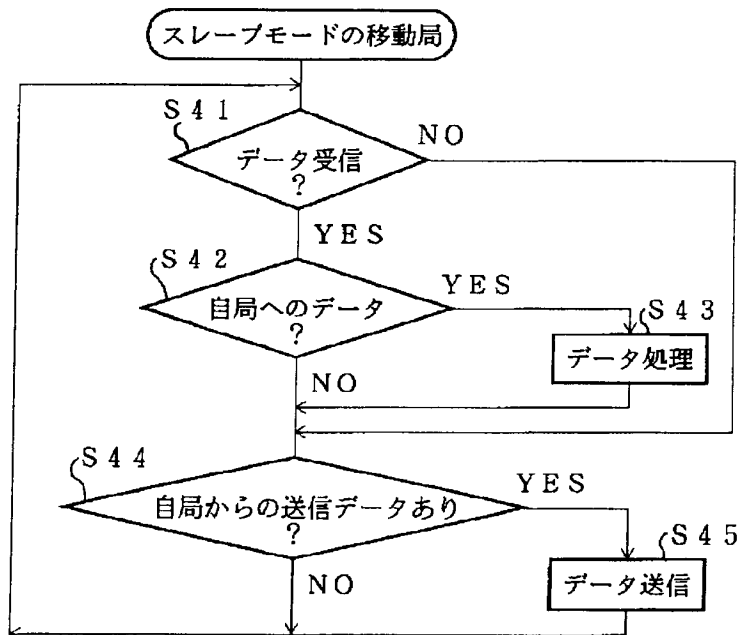 スレーブモードの移動局
S41
データ受信
?
NO
YES
S42
自局へのデータ
?
YES
S43
データ処理
NO
S44
自局からの送信データあり
?
YES
S45
データ送信
NO